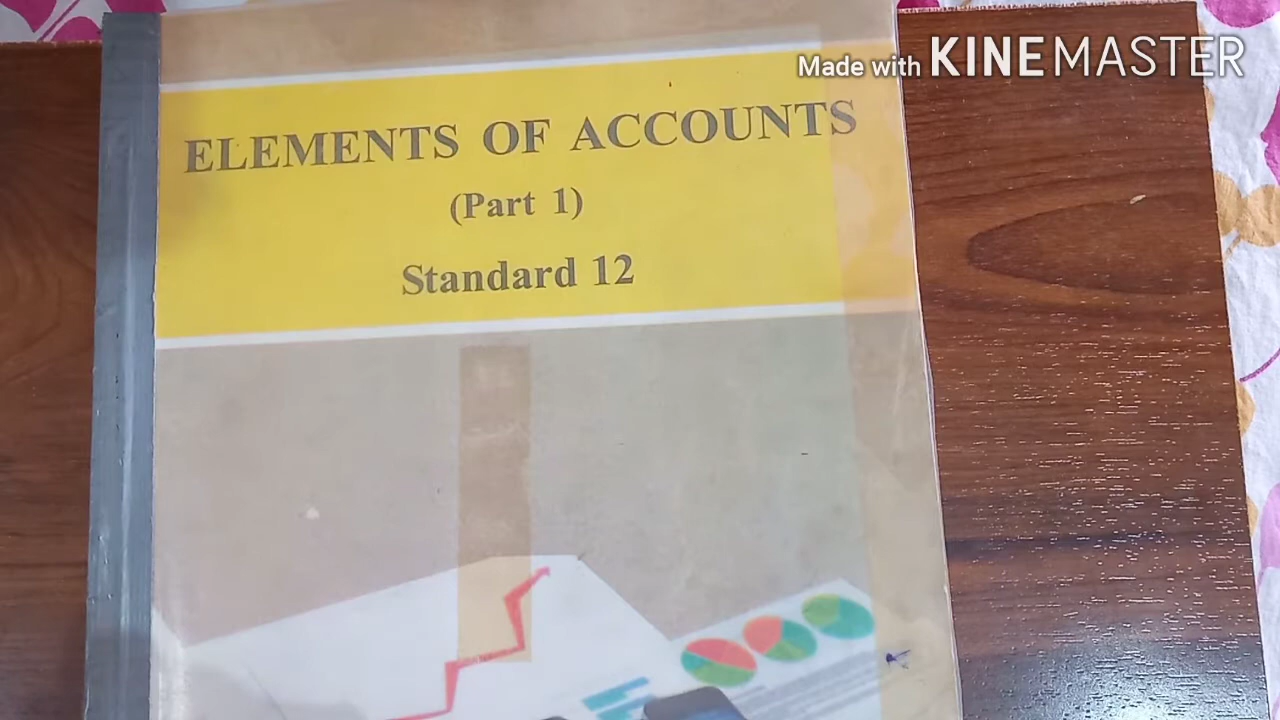 Made with KINEMASTER
ELEMENTS OF ACCOUNTS
(Part 1)
Standard 12